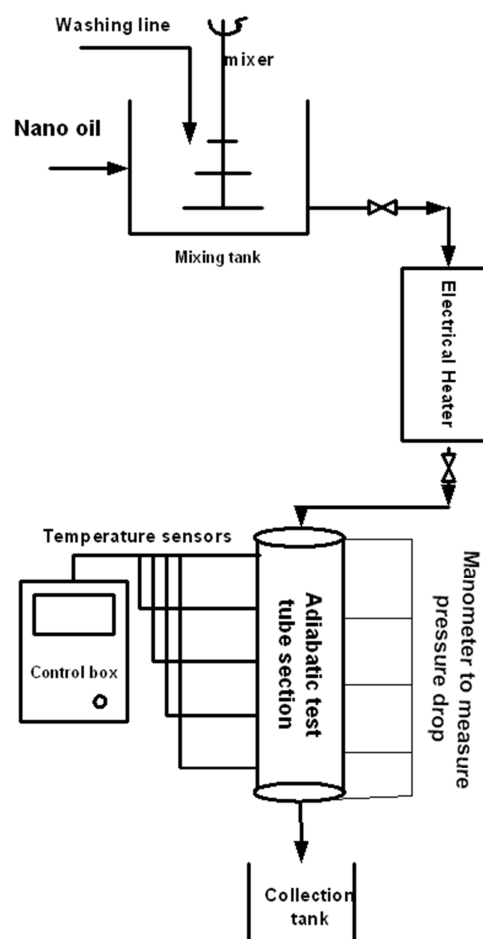 Washing line
mixer
Nano oil
Mixing tank
Electrical Heater
Temperature sensors
Control box
Adiabatic test
tube section
Manometer to measure
pressure drop
Collection
tank